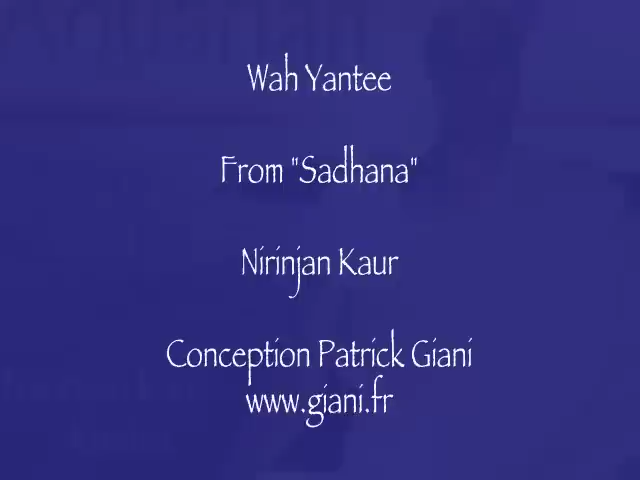 Wah Yantee
From "Sadhana"
Nirinjan Kaur
Conception Patrick Giani
www.giani.fr